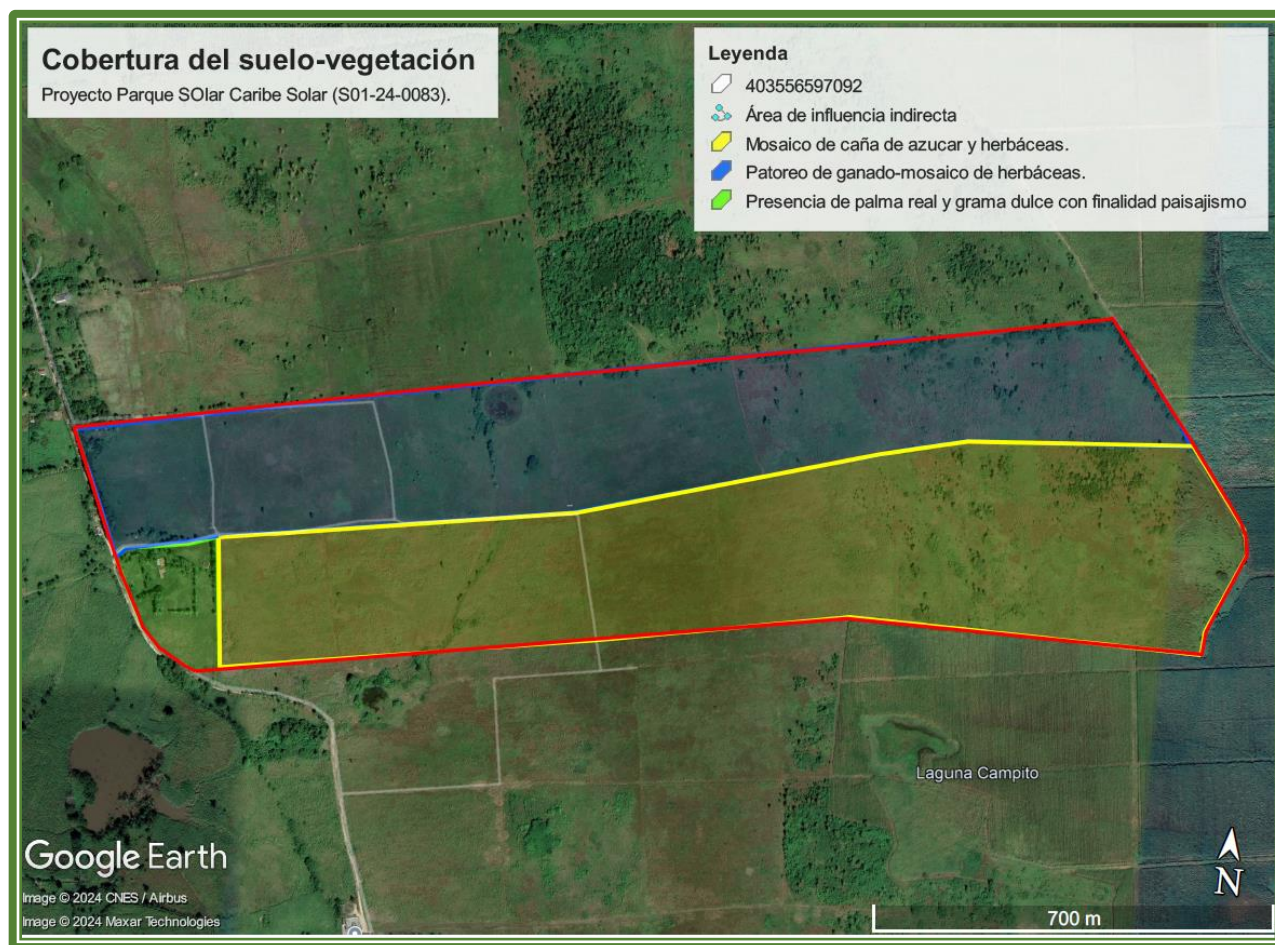 Cobertura del suelo-vegetación
Proyecto Parque SOlar Caribe Solar (S01-24-0083).
Leyenda
403556597092
Área de influencia indirecta
Mosaico de caña de azucar y herbáceas.
Patoreo de ganado-mosaico de herbáceas.
Presencia de palma real y grama dulce con finalidad paisajismo
Laguna Campito
Google Earth
Image © 2024 CNES / Airbus
Image © 2024 Maxar Technologies
N
700 m